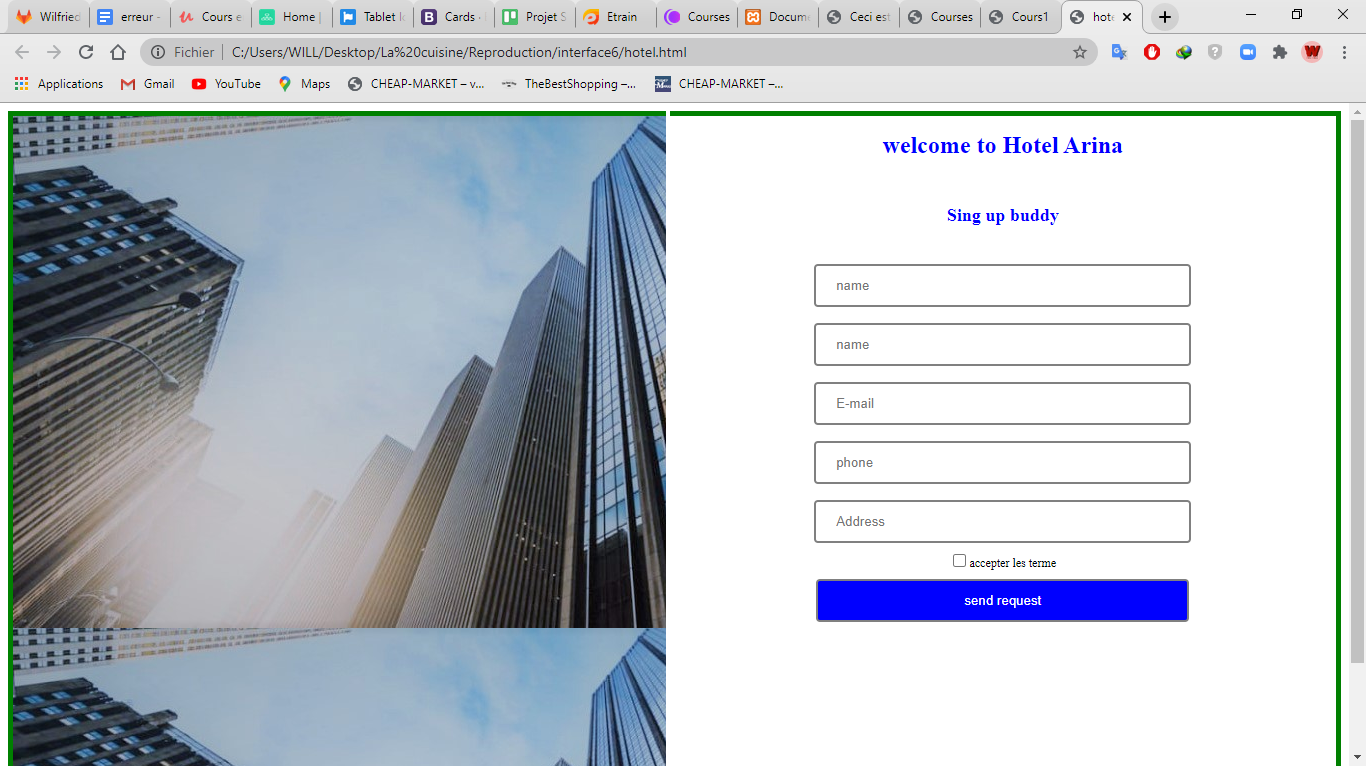 Wilfried
erreur -
Cours e
Home |
Tablet I
Cards ·
Projet S
Etrain
Courses
Docum
Ceci est
Courses
Cours1
hote
Fichier | C:/Users/WILL/Desktop/La%20cuisine/Reproduction/interface6/hotel.html
Applications
Gmail
YouTube
Maps
CHEAP-MARKET – v...
TheBestShopping –...
CHEAP-MARKET –...
welcome to Hotel Arina
Sing up buddy
name
name
E-mail
phone
Address
accepter les terme
send request